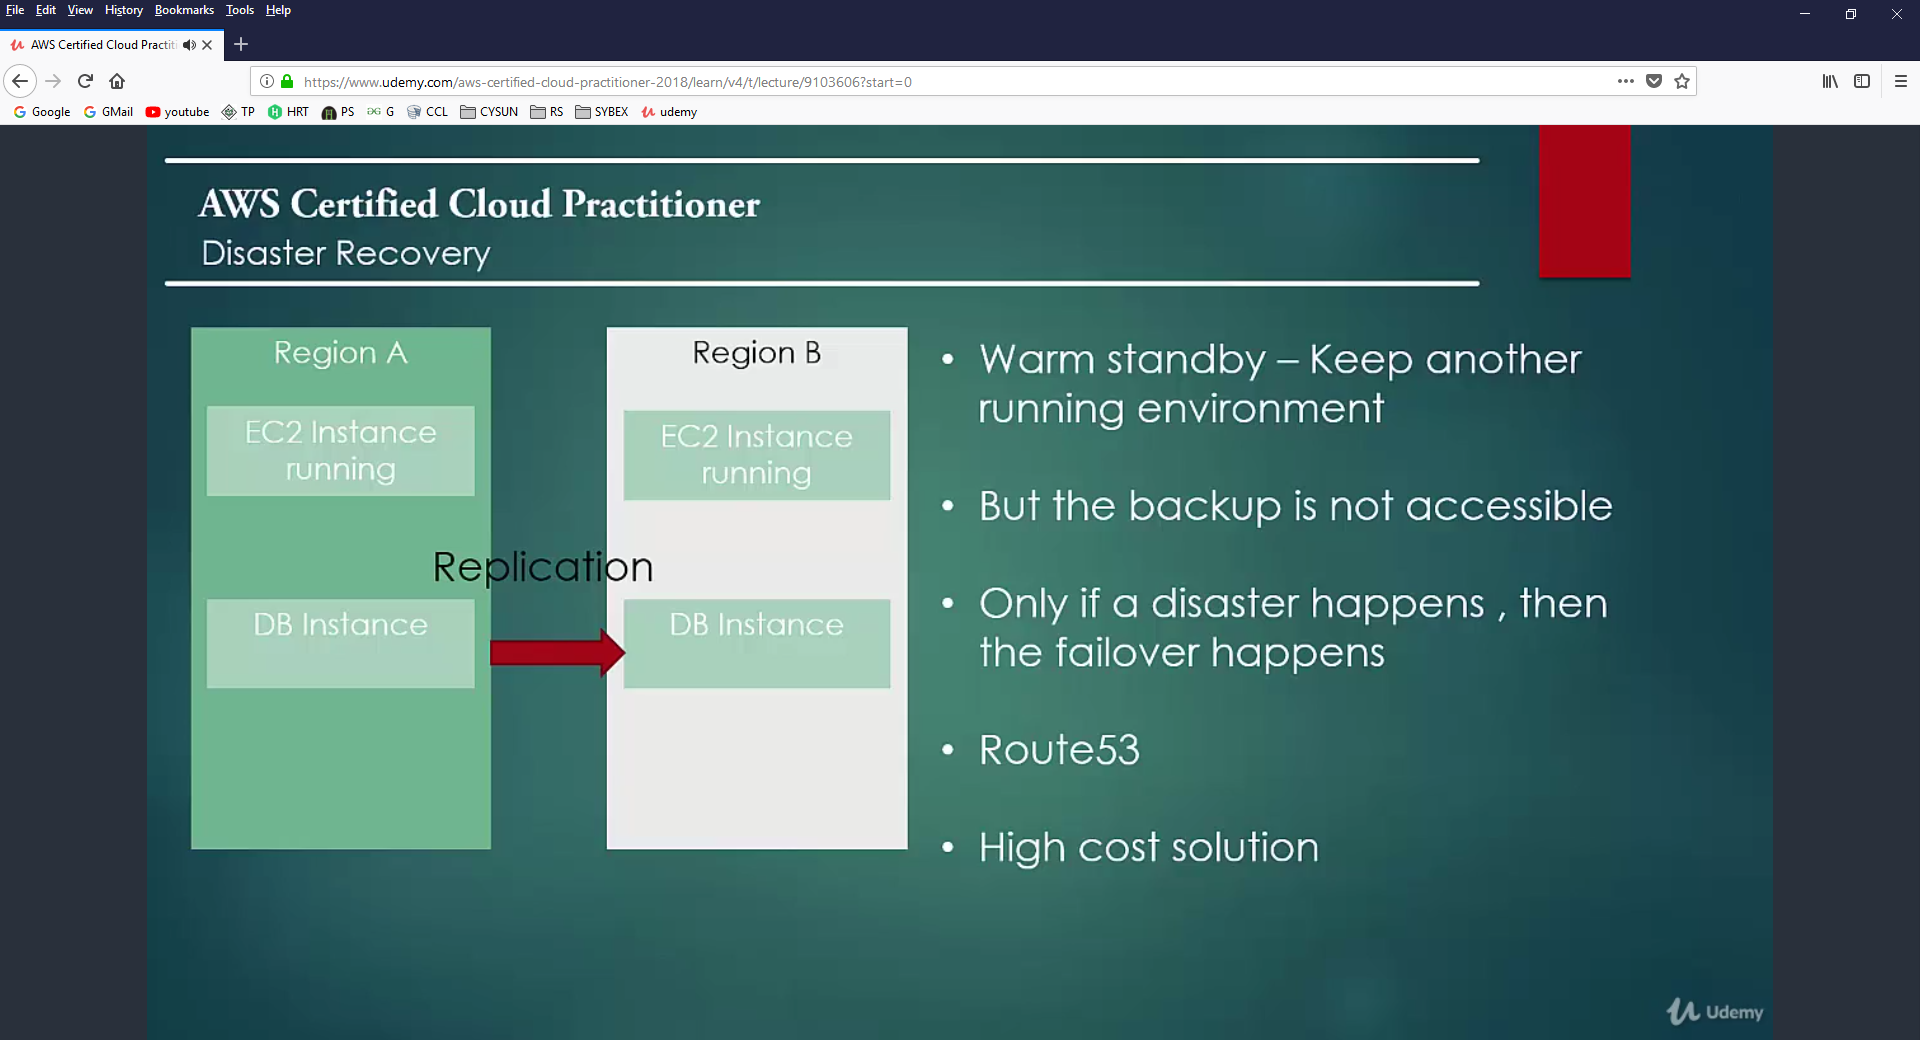 File Edit View History Bookmarks Tools Help
AWS Certified Cloud Practiti
https://www.udemy.com/aws-certified-cloud-practitioner-2018/learn/v4/t/lecture/9103606?start=0
Google GMail youtube TP HRT PS G CCL CYSUN RS SYBEX udemy
AWS Certified Cloud Practitioner
Disaster Recovery
Region A
EC2 Instance
running
DB Instance
Replication
Region B
EC2 Instance
running
DB Instance
• Warm standby – Keep another
running environment
• But the backup is not accessible
• Only if a disaster happens , then
the failover happens
• Route53
• High cost solution
Udemy